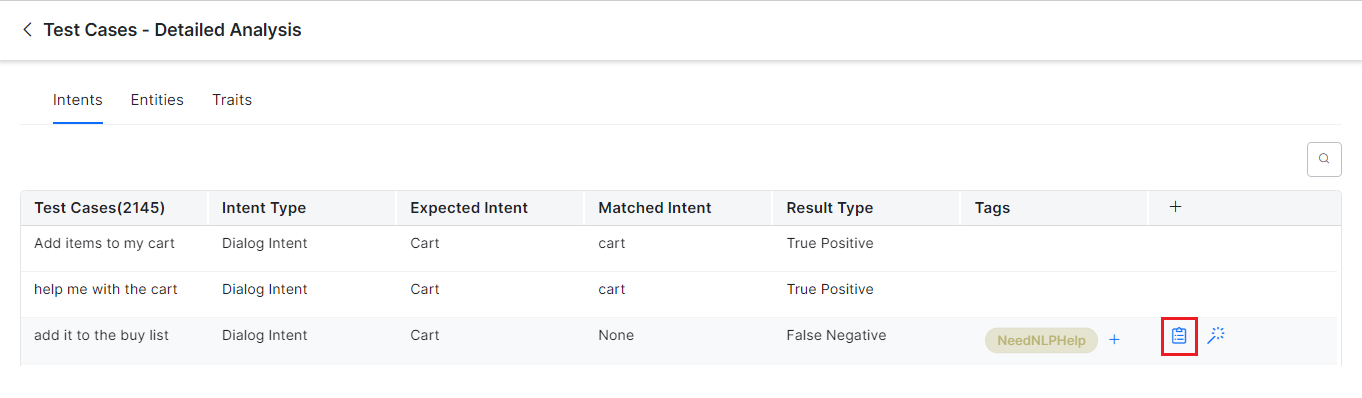 Test Cases - Detailed Analysis
Intents Entities Traits
Test Cases(2145) Intent Type Expected Intent Matched Intent Result Type Tags +
Add items to my cart Dialog Intent Cart cart True Positive
help me with the cart Dialog Intent Cart cart True Positive
add it to the buy list Dialog Intent Cart None False Negative NeedNLPHelp +